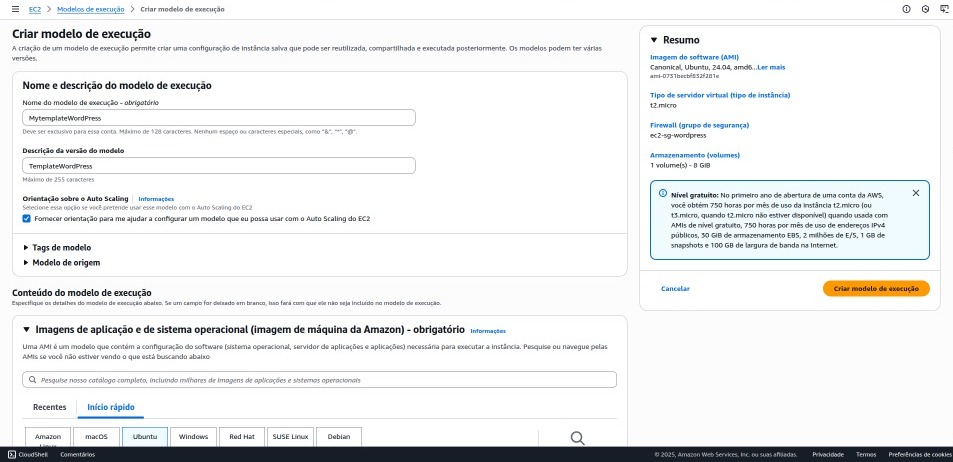 EC2 > Modelos de execução > Criar modelo de execução
Criar modelo de execução
A criação de um modelo de execução permite criar uma configuração de instância salva que pode ser reutilizada, compartilhada e executada posteriormente. Os modelos podem ter várias
versões.
Nome e descrição do modelo de execução
Nome do modelo de execução - obrigatório
MytemplateWordPress
Deve ser exclusivo para essa conta. Máximo de 128 caracteres. Nenhum espaço ou caracteres especiais, como "&", "*", "@".
Descrição da versão do modelo
TemplateWordPress
Máximo de 255 caracteres
Orientação sobre o Auto Scaling | Informações
Selecione essa opção se você pretende usar esse modelo com o Auto Scaling do EC2
Fornecer orientação para me ajudar a configurar um modelo que eu possa usar com o Auto Scaling do EC2
Tags de modelo
Modelo de origem
Conteúdo do modelo de execução
Especifique os detalhes do modelo de execução abaixo. Se um campo for deixado em branco, isso fará com que ele não seja incluído no modelo de execução.
Imagens de aplicação e de sistema operacional (imagem de máquina da Amazon) - obrigatório Informações
Uma AMI é um modelo que contém a configuração do software (sistema operacional, servidor de aplicações e aplicações) necessária para executar a instância. Pesquise ou navegue pelas
AMIs se você não estiver vendo o que está buscando abaixo
Pesquise nosso catálogo completo, incluindo milhares de imagens de aplicações e sistemas operacionais
Recentes Início rápido
Amazon macOS Ubuntu Windows Red Hat SUSE Linux Debian
Resumo
Imagem do software (AMI)
Canonical, Ubuntu, 24.04, amd6...Ler mais
ami-0731becbf832f281e
Tipo de servidor virtual (tipo de instância)
t2.micro
Firewall (grupo de segurança)
ec2-sg-wordpress
Armazenamento (volumes)
1 volume(s) - 8 GiB
Nível gratuito: No primeiro ano de abertura de uma conta da AWS,
você obtém 750 horas por mês de uso da instância t2.micro (ou
t3.micro, quando t2.micro não estiver disponível) quando usada com
AMIs de nível gratuito, 750 horas por mês de uso de endereços IPv4
públicos, 30 GiB de armazenamento EBS, 2 milhões de E/S, 1 GB de
snapshots e 100 GB de largura de banda na Internet.
Cancelar Criar modelo de execução
CloudShell Comentários © 2025, Amazon Web Services, Inc. ou suas afiliadas. Privacidade Termos Preferências de cookies